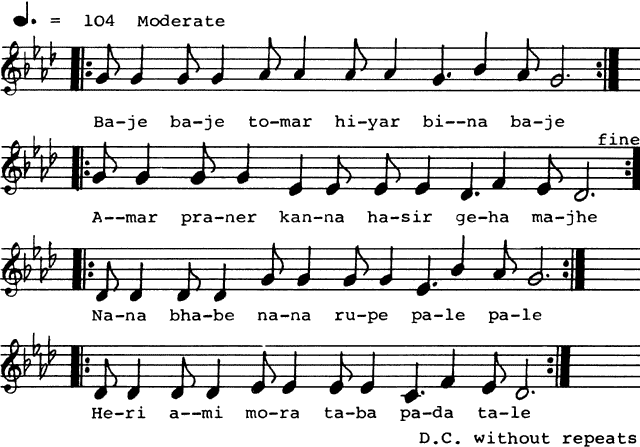 ♩. = 104 Moderate
Ba-je ba-je to-mar hi-yar bi--na ba-je
fine
A--mar pra-ner kan-na ha-sir ge-ha ma-jhe
Na-na bha-be na-na ru-pe pa-le pa-le
He-ri a--mi mo-ra ta-ba pa-da ta-le
D.C. without repeats